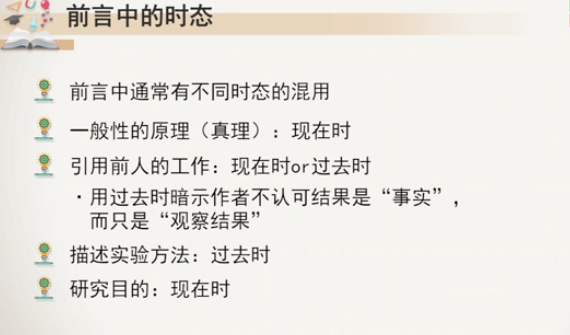 前言中的时态
前言中通常有不同时态的混用
一般性的原理（真理）：现在时
引用前人的工作：现在时or过去时
·用过去时暗示作者不认可结果是“事实”，
而只是“观察结果”
描述实验方法：过去时
研究目的：现在时